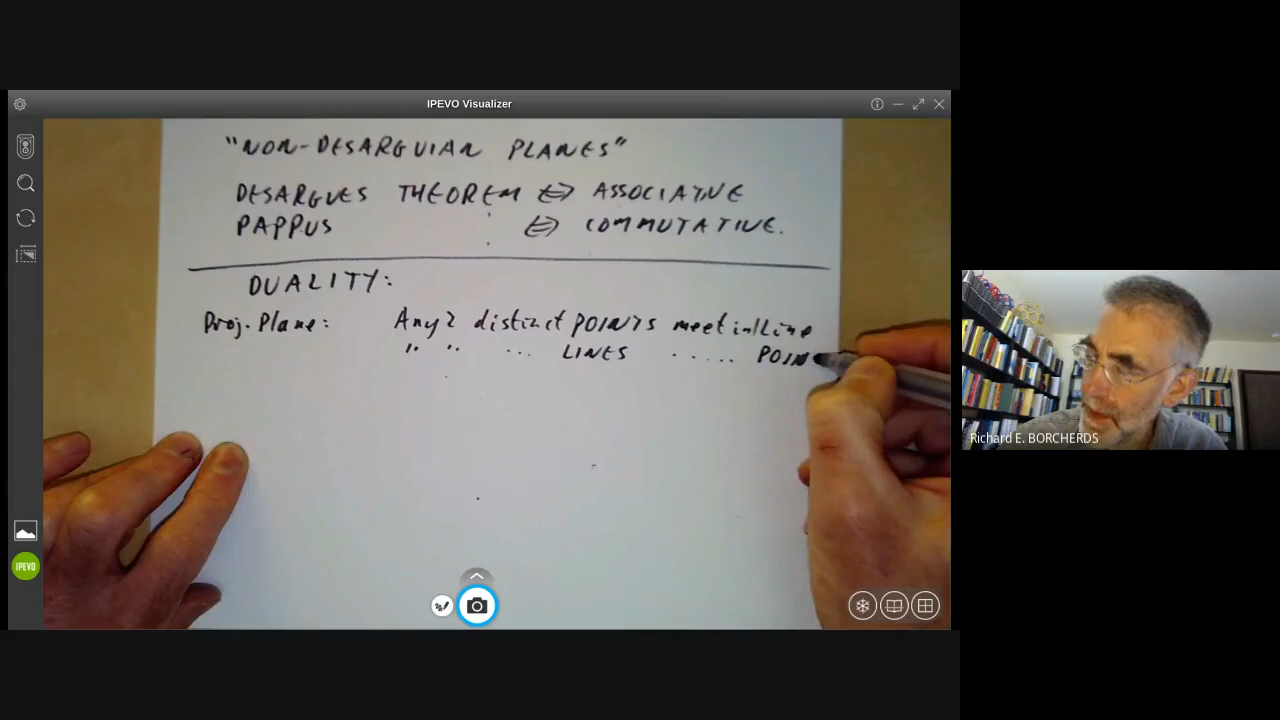 IPEVO Visualizer
"NON-DESARGUIAN PLANES"
DESARGUES THEOREM ⇔ ASSOCIATIVE
PAPPUS ⇔ COMMUTATIVE.
DUALITY:
Proj. Plane: Any 2 distinct POINTS meet in 1 Line
" " ... LINES ..... POIN
Richard E. BORCHERDS
IPEVO